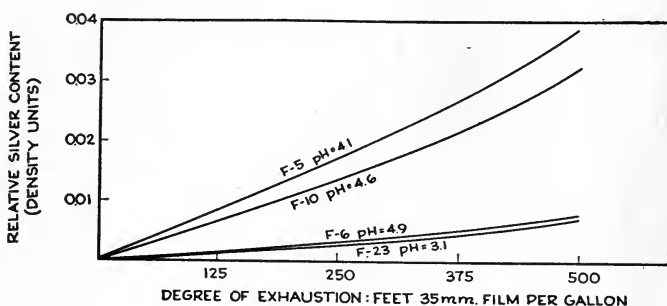 RELATIVE SILVER CONTENT
(DENSITY UNITS)
0.04
0.03
0.02
0.01
F-5 pH=4.1
F-10 pH=4.6
F-6 pH=4.9
F-23 pH=3.1
125
250
375
500
DEGREE OF EXHAUSTION: FEET 35mm. FILM PER GALLON